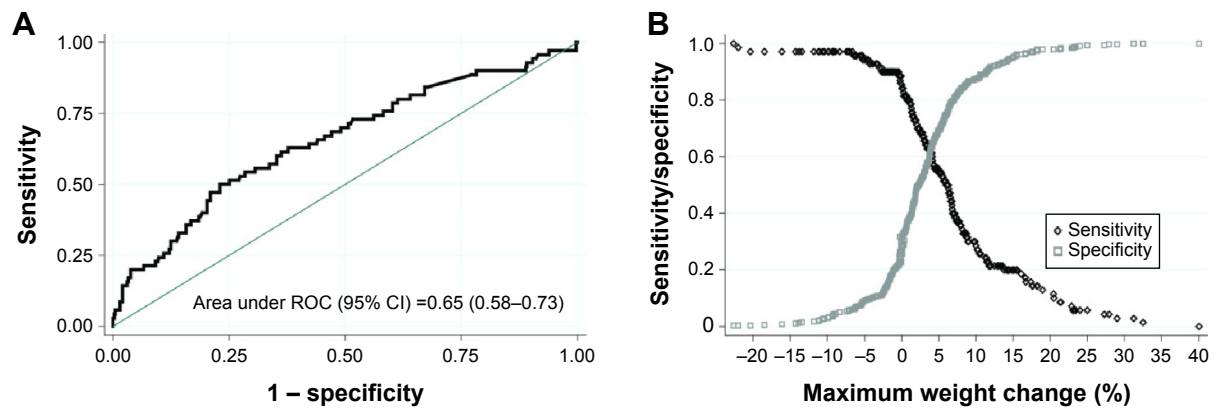 A
Sensitivity
1.00
0.75
0.50
0.25
0.00
Area under ROC (95% CI) =0.65 (0.58–0.73)
0.00 0.25 0.50 0.75 1.00
1 – specificity
B
Sensitivity/specificity
1.0
0.8
0.6
0.4
0.2
0
Sensitivity
Specificity
–20 –15 –10 –5 0 5 10 15 20 25 30 35 40
Maximum weight change (%)